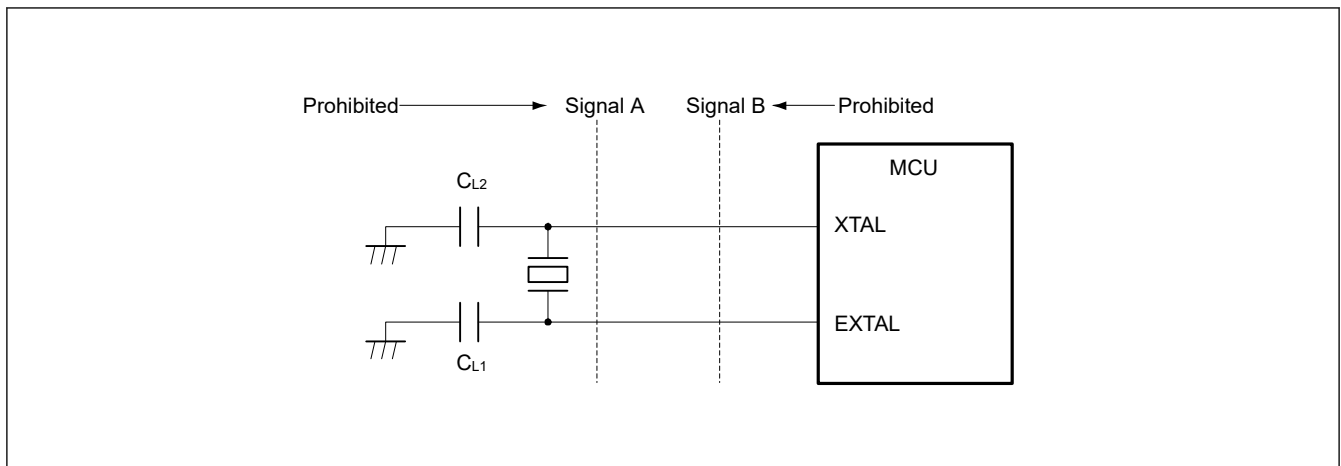 Prohibited Signal A Signal B Prohibited
MCU
CL2
XTAL
EXTAL
CL1